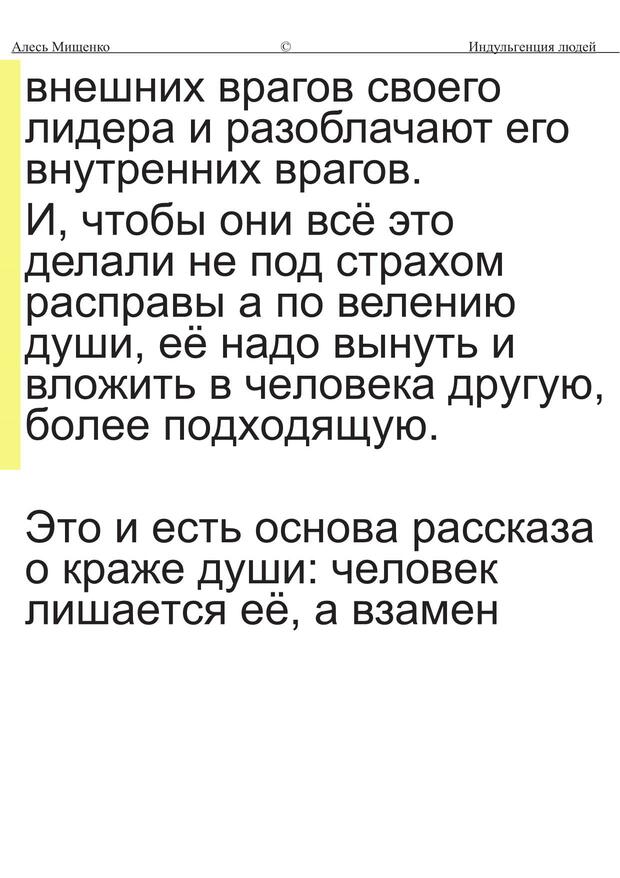 Алесь Мищенко © Индульгенция людей
внешних врагов своего
лидера и разоблачают его
внутренних врагов.
И, чтобы они всё это
делали не под страхом
расправы а по велению
души, её надо вынуть и
вложить в человека другую,
более подходящую.
Это и есть основа рассказа
о краже души: человек
лишается её, а взамен